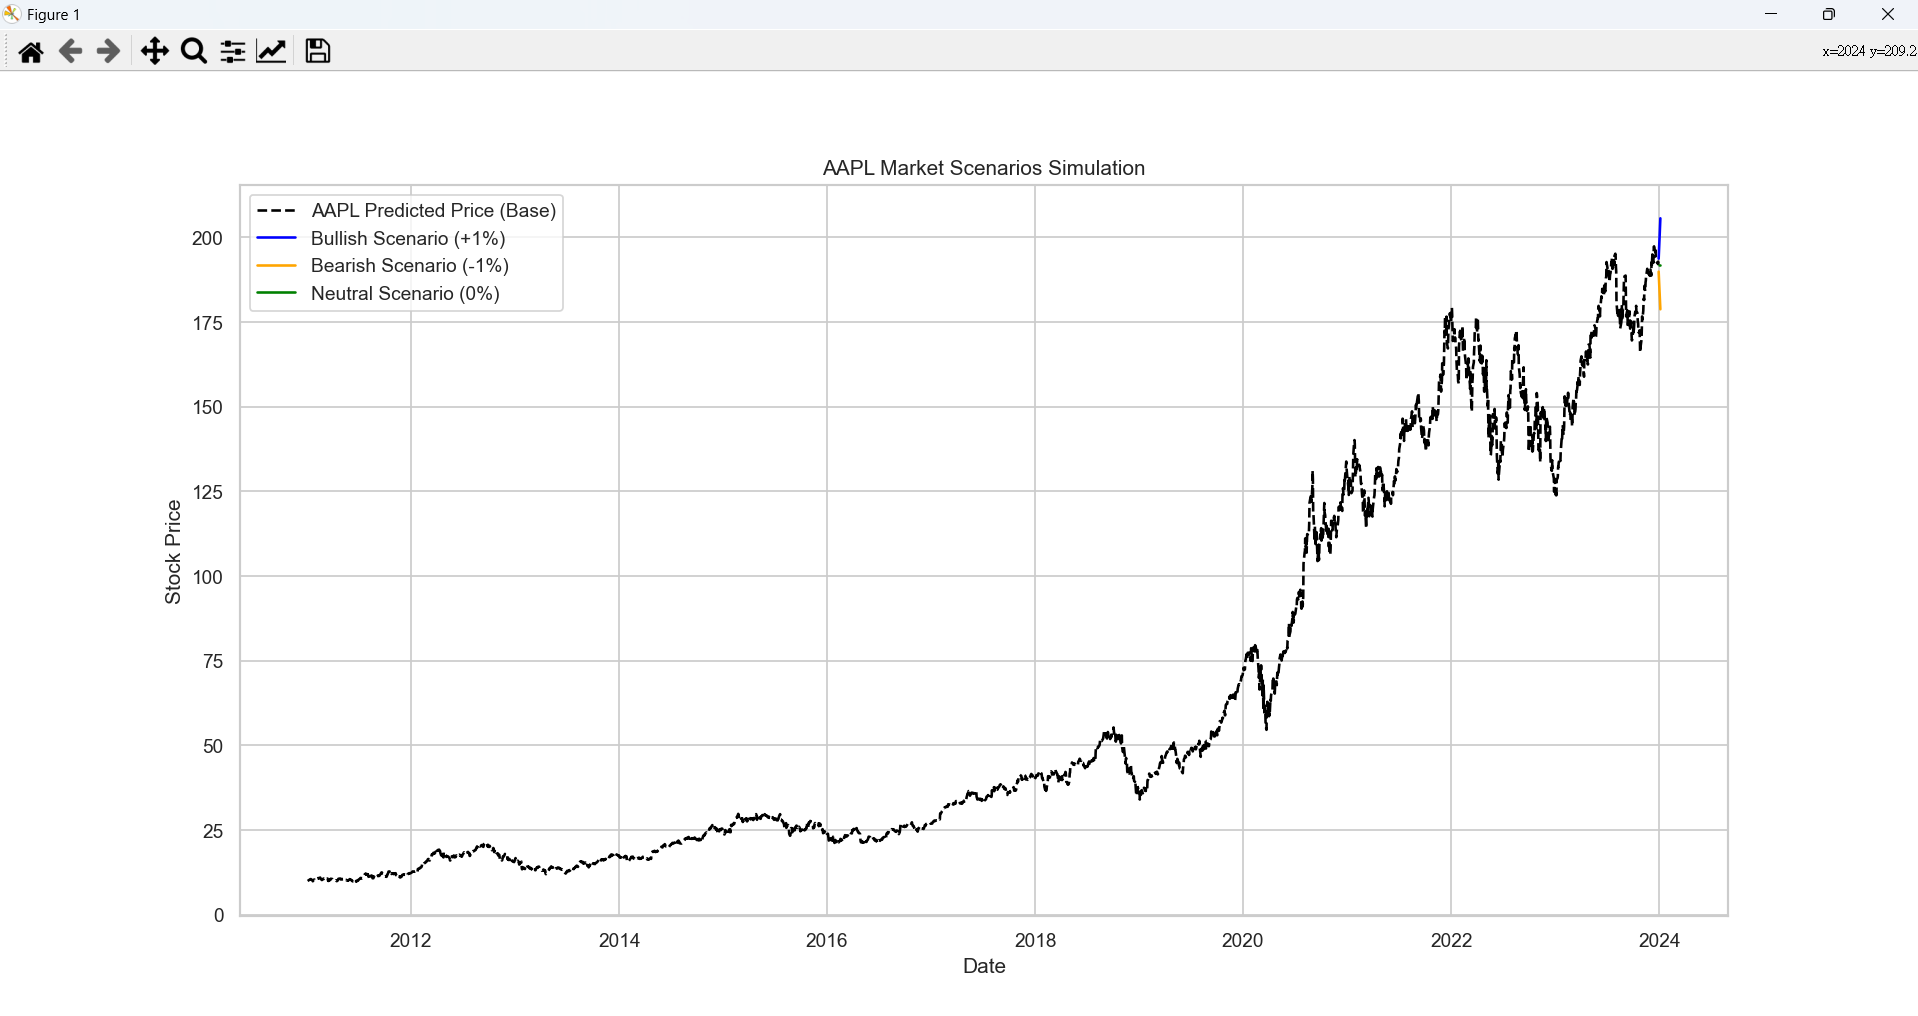 Figure 1
x=2024 y=209.2
AAPL Market Scenarios Simulation
AAPL Predicted Price (Base)
Bullish Scenario (+1%)
Bearish Scenario (-1%)
Neutral Scenario (0%)
200
175
150
125
100
75
50
25
0
Stock Price
2012 2014 2016 2018 2020 2022 2024
Date